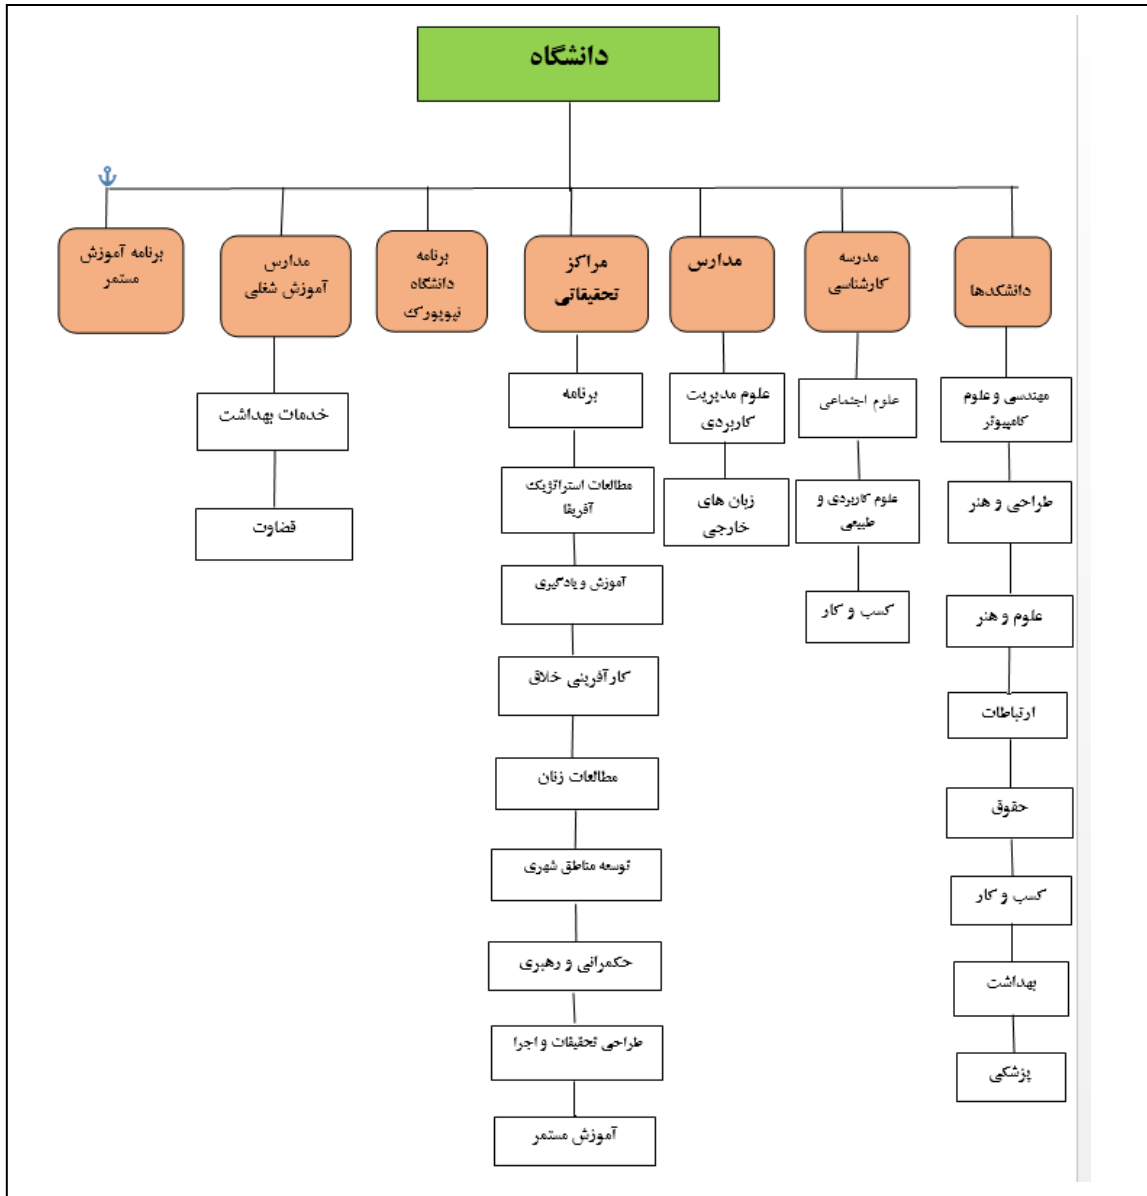 دانشگاه
دانشکدها
مدرسه
کارشناسی
مدارس
مراکز
تحقیقاتی
برنامه
دانشگاه
نیویورک
مدارس
آموزش شغلی
برنامه آموزش
مستمر
مهندسی و علوم
کامپیوتر
طراحی و هنر
علوم و هنر
ارتباطات
حقوق
کسب و کار
بهداشت
پزشکی
علوم اجتماعی
علوم کاربردی و
طبیعی
کسب و کار
علوم مدیریت
کاربردی
زبان های
خارجی
برنامه
مطالعات استراتژیک
آفریقا
آموزش و یادگیری
کارآفرینی خلاق
مطالعات زنان
توسعه مناطق شهری
حکمرانی و رهبری
طراحی تحقیقات و اجرا
آموزش مستمر
خدمات بهداشت
قضاوت